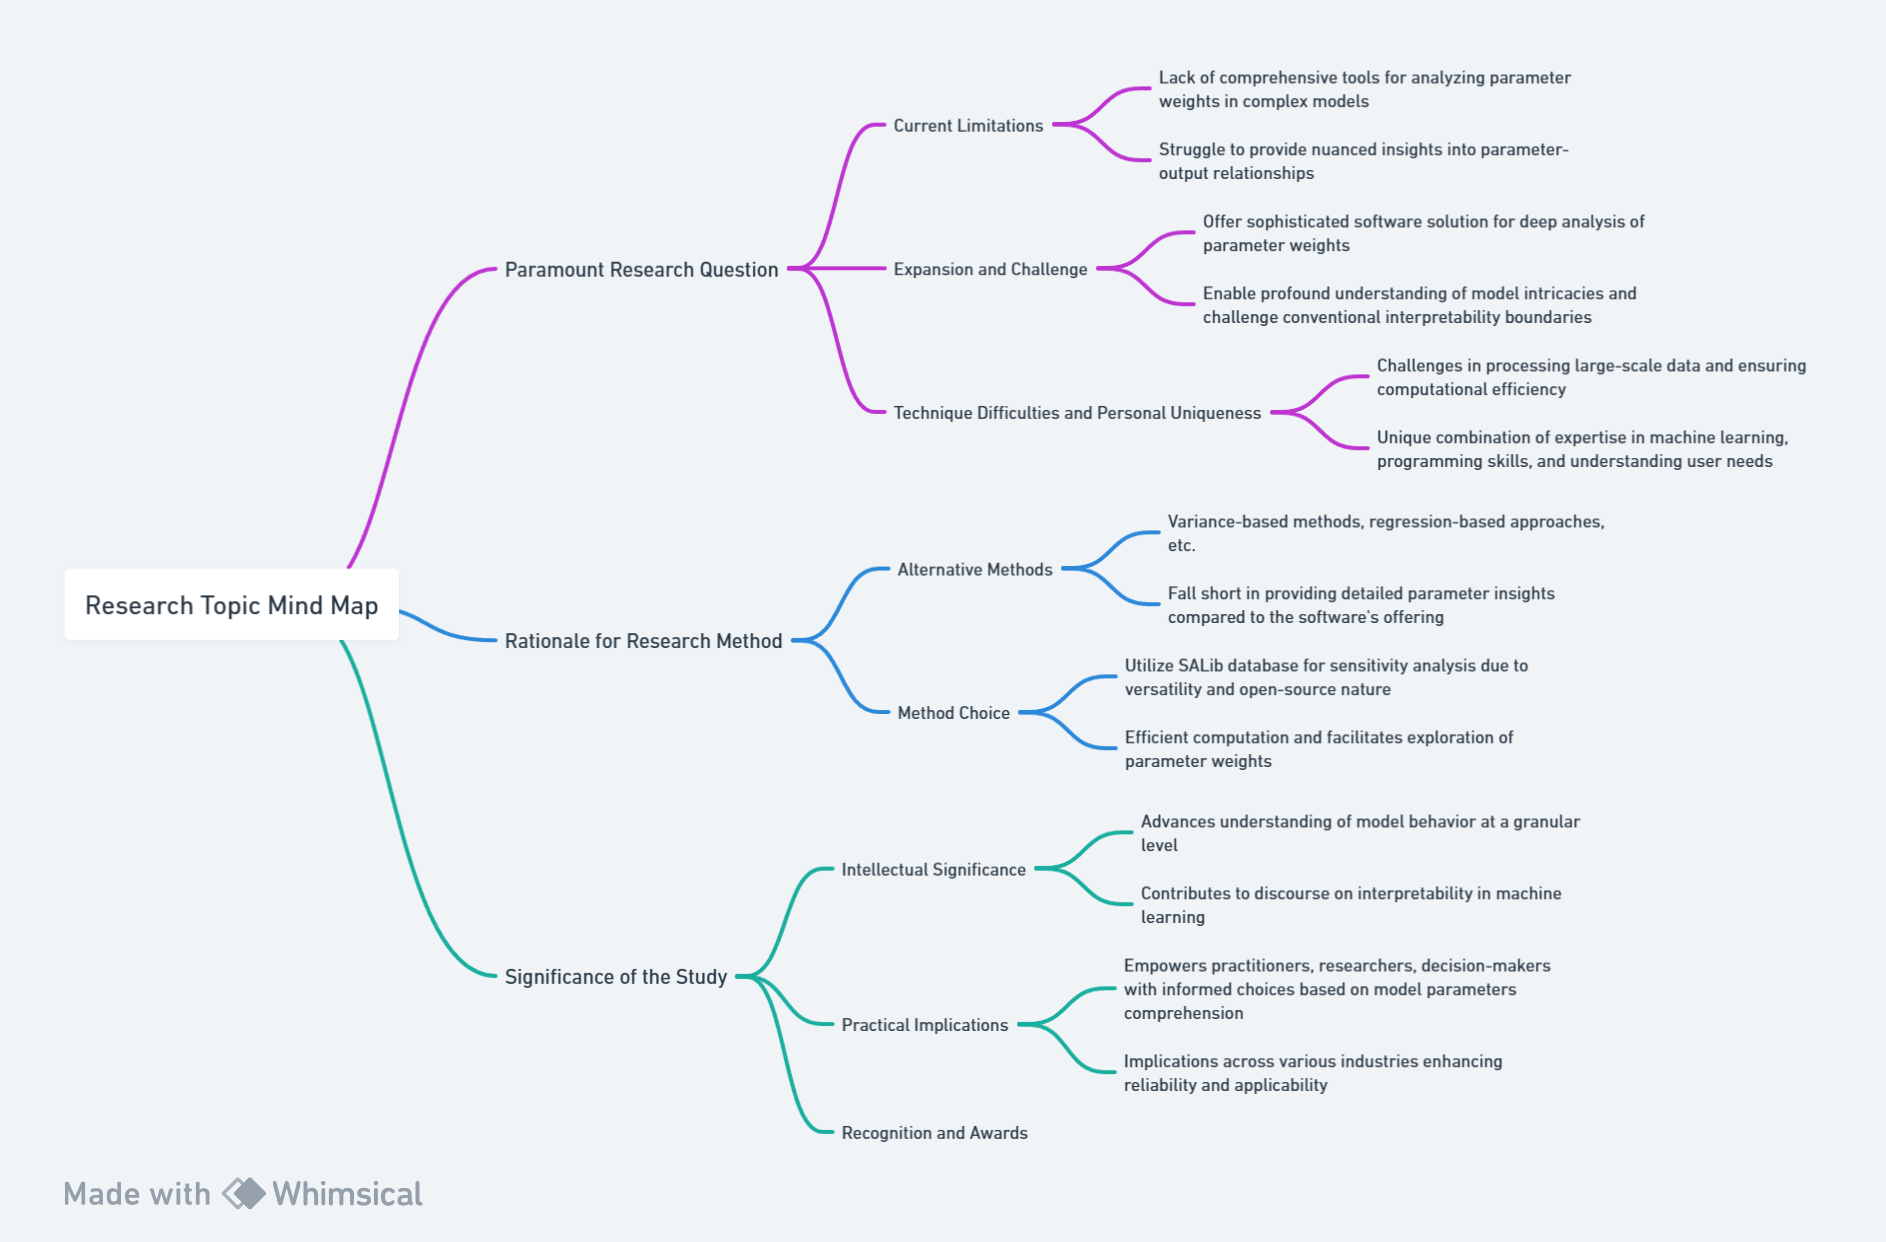 Lack of comprehensive tools for analyzing parameter
weights in complex models
Current Limitations
Struggle to provide nuanced insights into parameter-
output relationships
Offer sophisticated software solution for deep analysis of
parameter weights
Paramount Research Question
Expansion and Challenge
Enable profound understanding of model intricacies and
challenge conventional interpretability boundaries
Challenges in processing large-scale data and ensuring
computational efficiency
Technique Difficulties and Personal Uniqueness
Unique combination of expertise in machine learning,
programming skills, and understanding user needs
Variance-based methods, regression-based approaches,
etc.
Alternative Methods
Fall short in providing detailed parameter insights
compared to the software's offering
Research Topic Mind Map
Rationale for Research Method
Utilize SALib database for sensitivity analysis due to
versatility and open-source nature
Method Choice
Efficient computation and facilitates exploration of
parameter weights
Advances understanding of model behavior at a granular
level
Intellectual Significance
Contributes to discourse on interpretability in machine
learning
Significance of the Study
Empowers practitioners, researchers, decision-makers
with informed choices based on model parameters
comprehension
Practical Implications
Implications across various industries enhancing
reliability and applicability
Recognition and Awards
Made with Whimsical